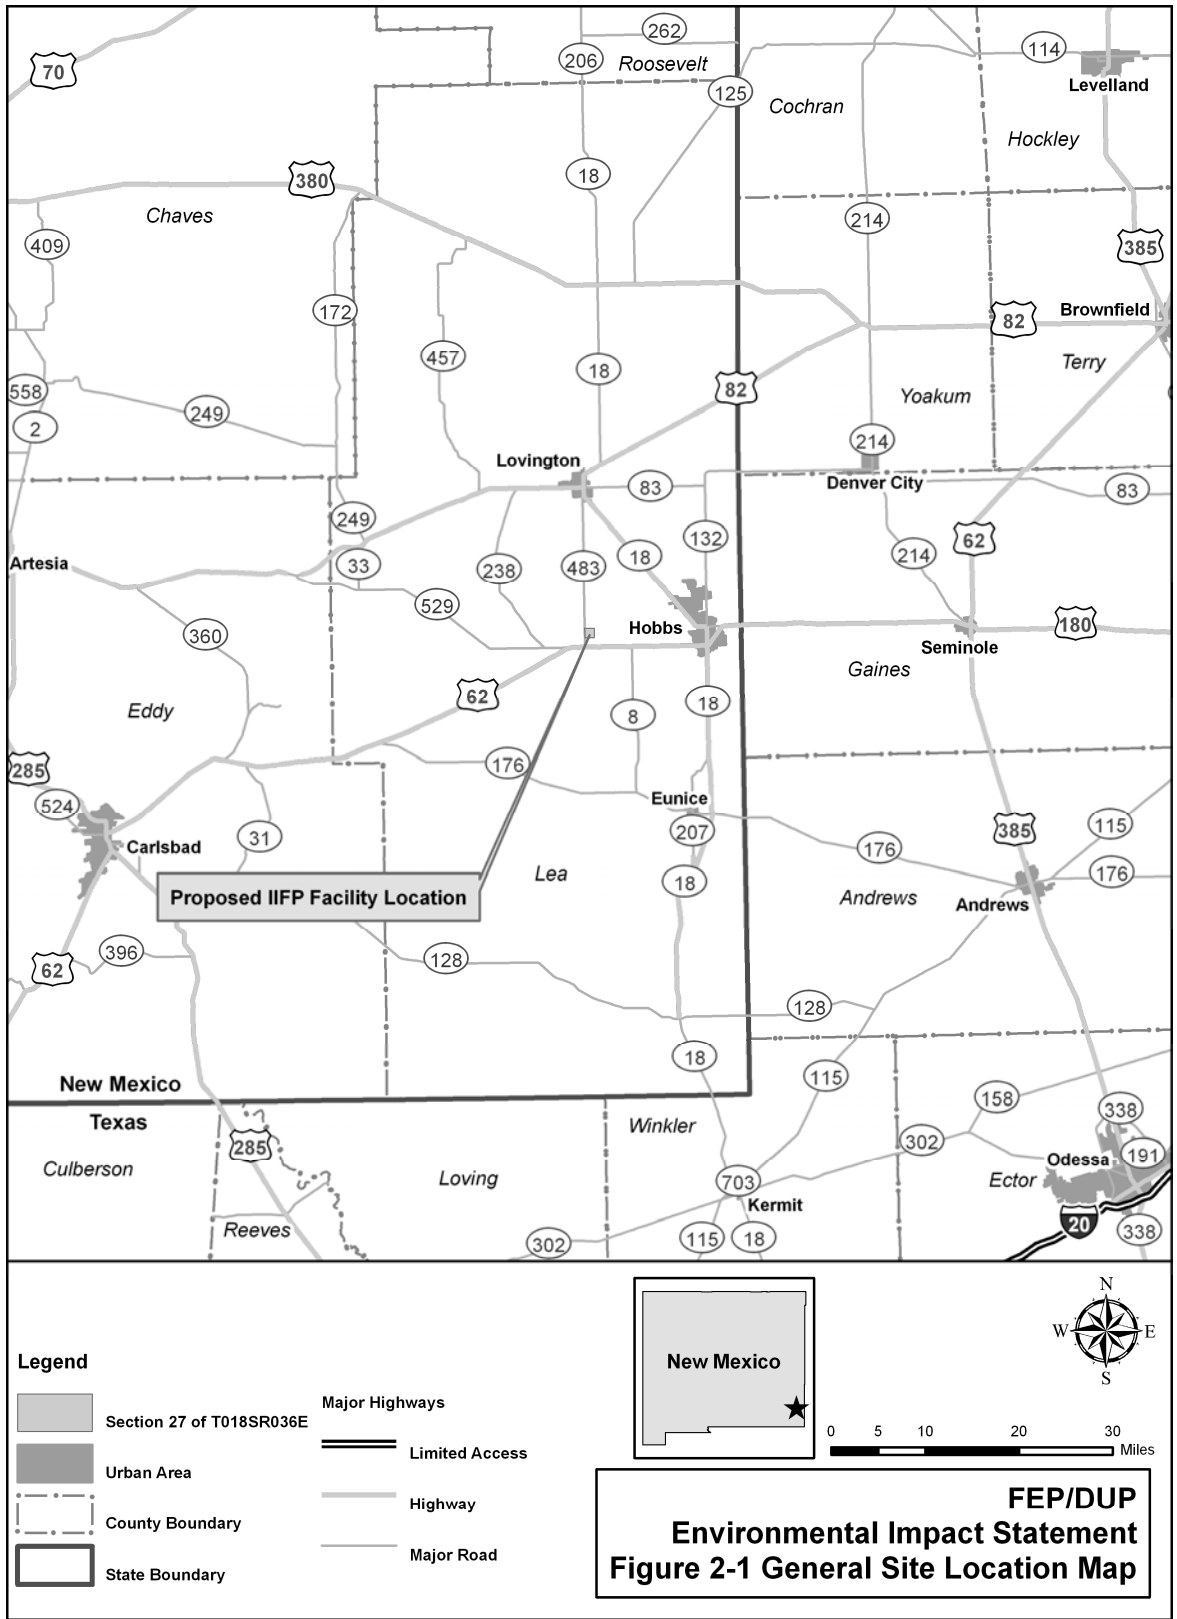 262
206
Roosevelt
70
114
Levelland
125
Cochran
Hockley
380
18
Chaves
409
214
385
172
Brownfield
82
457
Terry
18
82
558
249
Yoakum
2
214
Lovington
83
Denver City
83
249
132
62
18
214
Artesia
33
238
483
529
360
Hobbs
180
Seminole
Gaines
62
18
Eddy
8
285
176
Eunice
524
207
385
115
31
Carlsbad
176
176
Lea
18
Proposed IIFP Facility Location
Andrews
Andrews
396
128
62
128
18
115
New Mexico
158
338
Texas
Winkler
302
285
191
Odessa
Culberson
Loving
703
Ector
Kermit
20
Reeves
302
115
18
338
Legend
Section 27 of T018SR036E
Urban Area
County Boundary
State Boundary
Major Highways
Limited Access
Highway
Major Road
New Mexico
N
W
E
S
0 5 10 20 30
Miles
FEP/DUP
Environmental Impact Statement
Figure 2-1 General Site Location Map